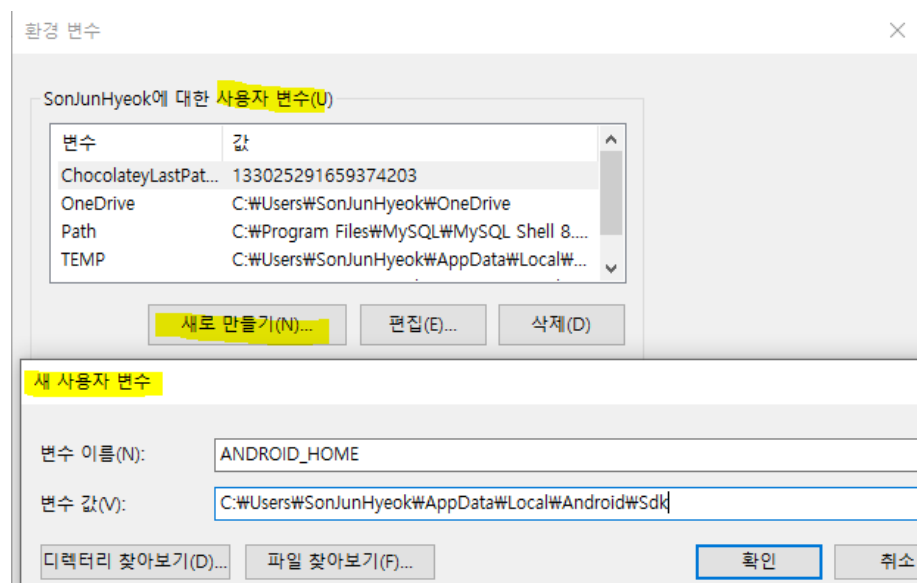 환경 변수
SonJunHyeok에 대한 사용자 변수(U)
변수 값
ChocolateyLastPat... 133025291659374203
OneDrive C:₩Users₩SonJunHyeok₩OneDrive
Path C:₩Program Files₩MySQL₩MySQL Shell 8....
TEMP C:₩Users₩SonJunHyeok₩AppData₩Local₩...
새로 만들기(N)... 편집(E)... 삭제(D)
새 사용자 변수
변수 이름(N): ANDROID_HOME
변수 값(V): C:₩Users₩SonJunHyeok₩AppData₩Local₩Android₩Sdk
디렉터리 찾아보기(D)... 파일 찾아보기(F)... 확인 취소